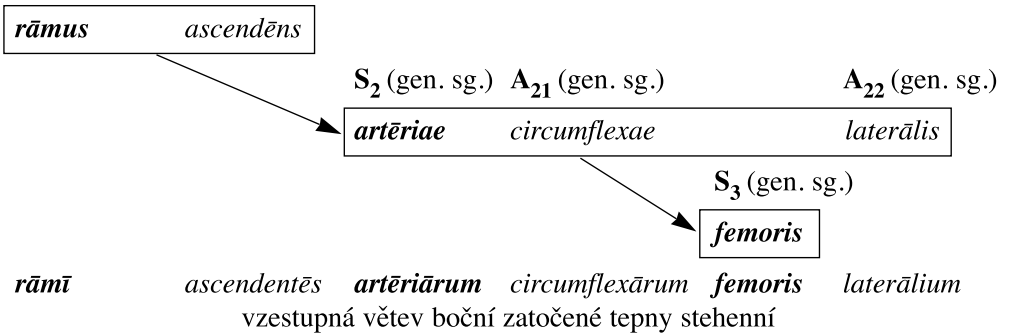 rāmus ascendēns
S2 (gen. sg.) A21 (gen. sg.) A22 (gen. sg.)
artēriae circumflexae laterālis
S3 (gen. sg.)
femoris
rāmī ascendentēs artēriārum circumflexārum femoris laterālium
vzestupná větev boční zatočené tepny stehenní